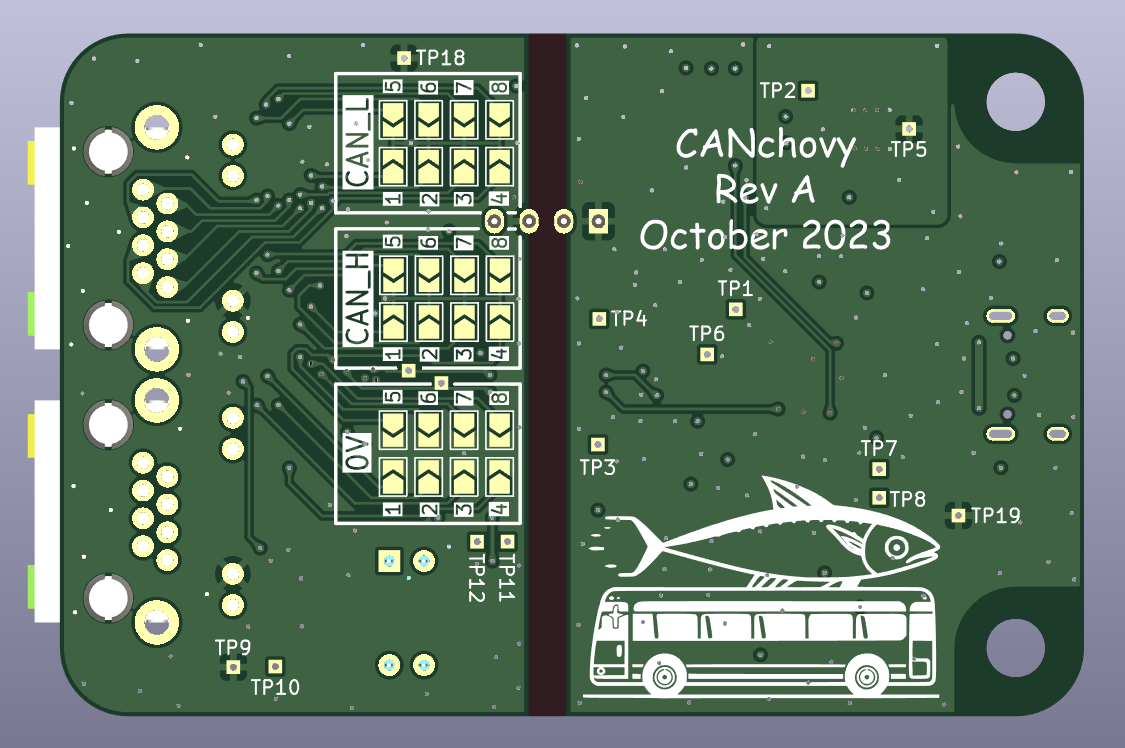 TP18
5 6 7 8
CAN_L
1 2 3 4
5 6 7 8
CAN_H
1 2 3 4
5 6 7 8
0V
1 2 3 4
TP12
TP11
TP9
TP10
TP2
TP5
CANchovy
Rev A
October 2023
TP1
TP4
TP6
TP3
TP7
TP8
TP19